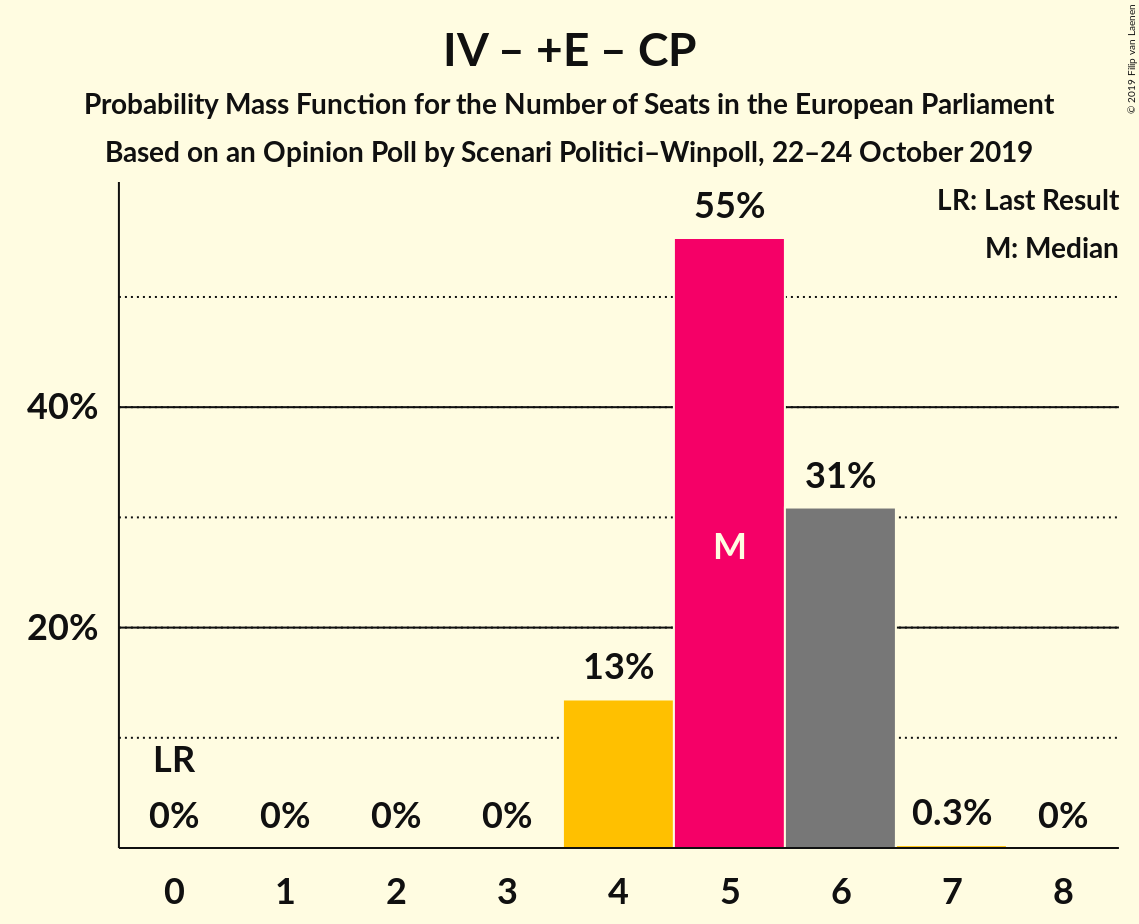 IV – +E – CP
Probability Mass Function for the Number of Seats in the European Parliament
Based on an Opinion Poll by Scenari Politici–Winpoll, 22–24 October 2019
© 2019 Filip van Laenen
LR: Last Result
M: Median
55%
40%
31%
M
20%
13%
LR
0% 0% 0% 0% 0.3% 0%
0 1 2 3 4 5 6 7 8